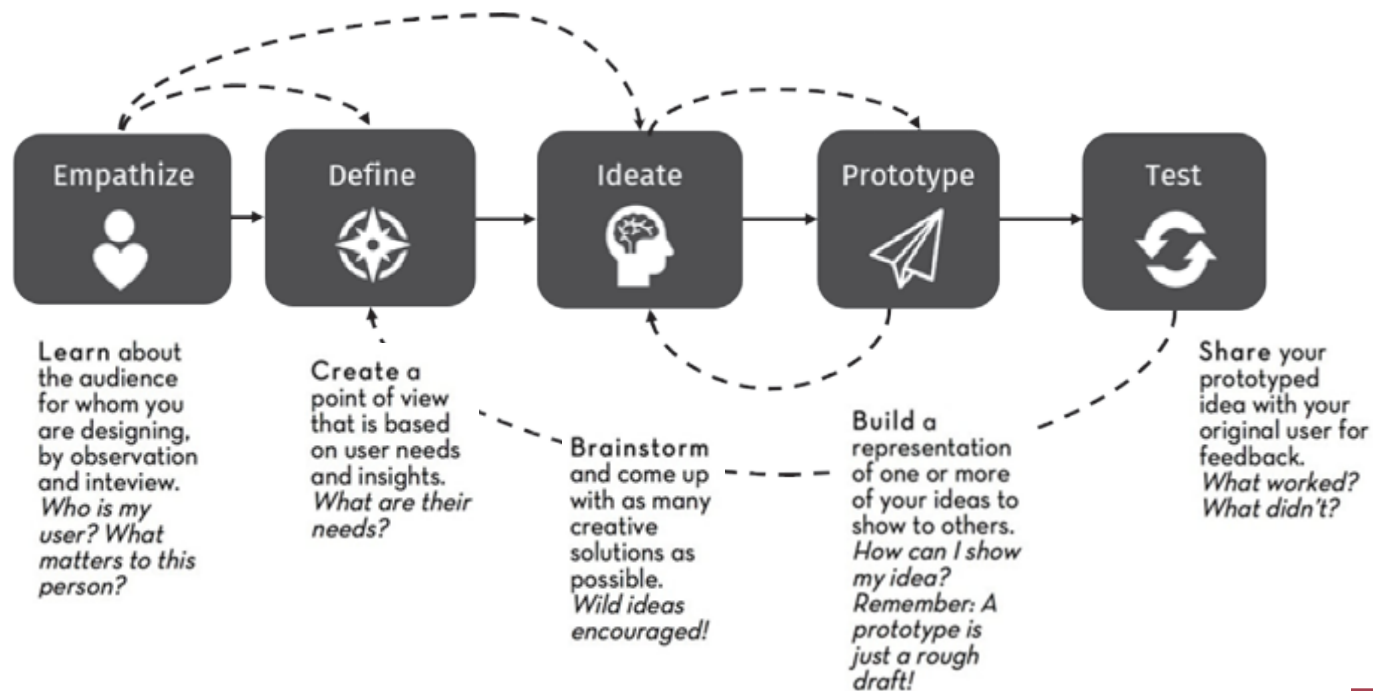 Empathize
Define
Ideate
Prototype
Test
Learn about
the audience
for whom you
are designing,
by observation
and inteview.
Who is my
user? What
matters to this
person?
Create a
point of view
that is based
on user needs
and insights.
What are their
needs?
Brainstorm
and come up
with as many
creative
solutions as
possible.
Wild ideas
encouraged!
Build a
representation
of one or more
of your ideas to
show to others.
How can I show
my idea?
Remember: A
prototype is
just a rough
draft!
Share your
prototyped
idea with your
original user for
feedback.
What worked?
What didn't?